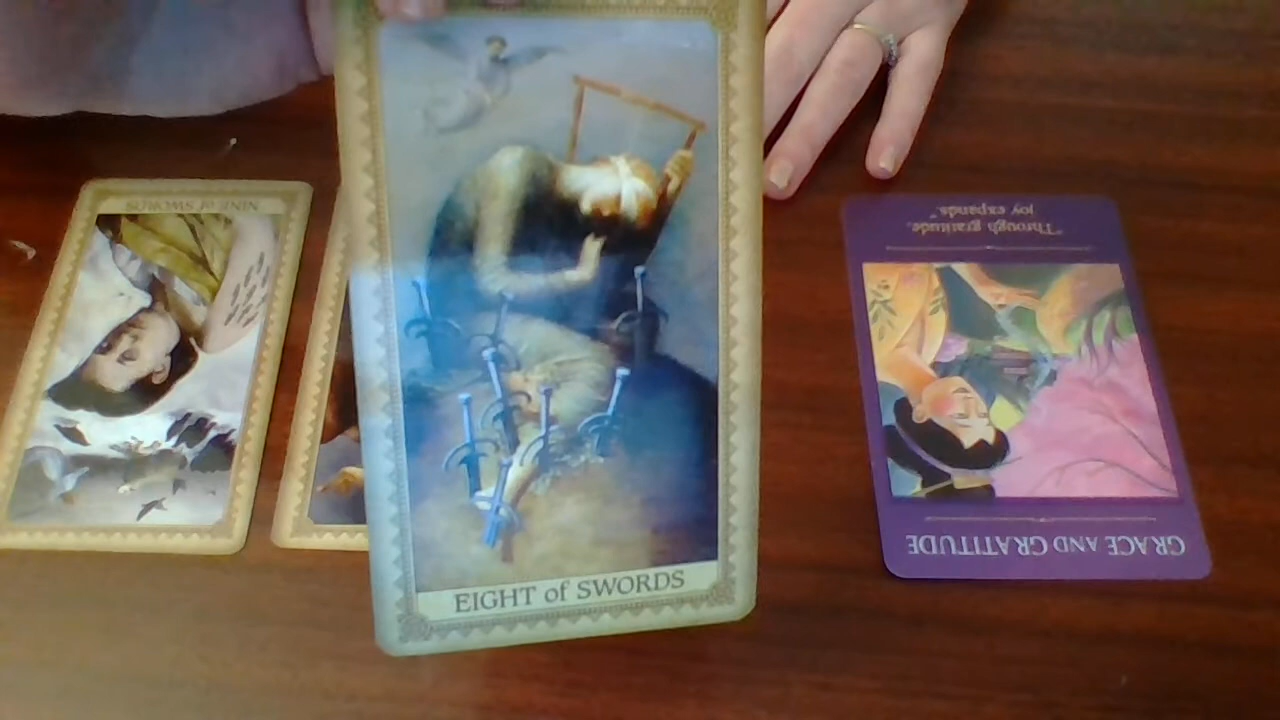 NINE of SWORDS
EIGHT of SWORDS
"Through gratitude,
joy expands."
GRACE AND GRATITUDE